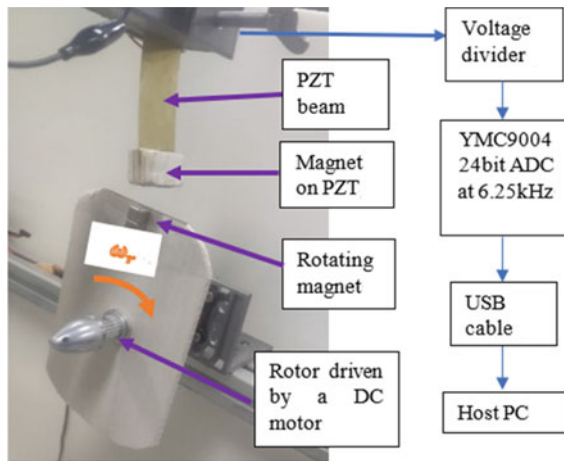 PZT
beam
Magnet
on PZT
ωᵣ
Rotating
magnet
Rotor driven
by a DC
motor
Voltage
divider
YMC9004
24bit ADC
at 6.25kHz
USB
cable
Host PC